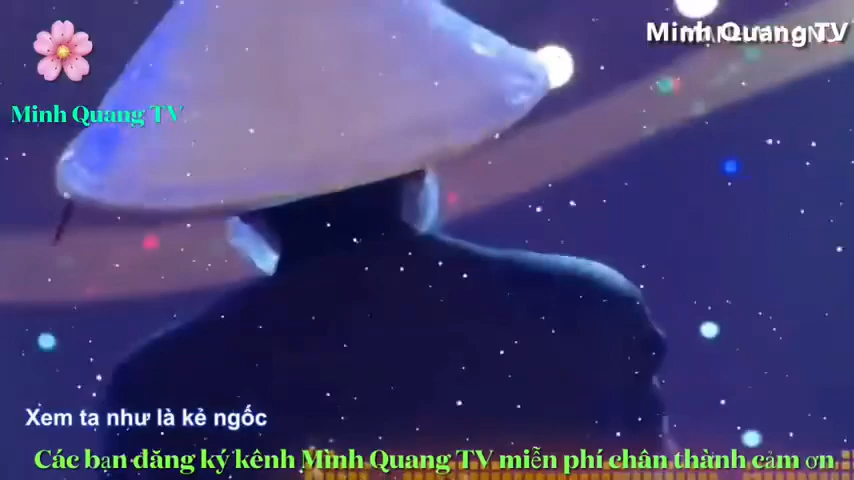 Minh Quang TV
Minh Quang TV
Xem ta như là kẻ ngốc
Các bạn đăng ký kênh Minh Quang TV miễn phí chân thành cảm ơn